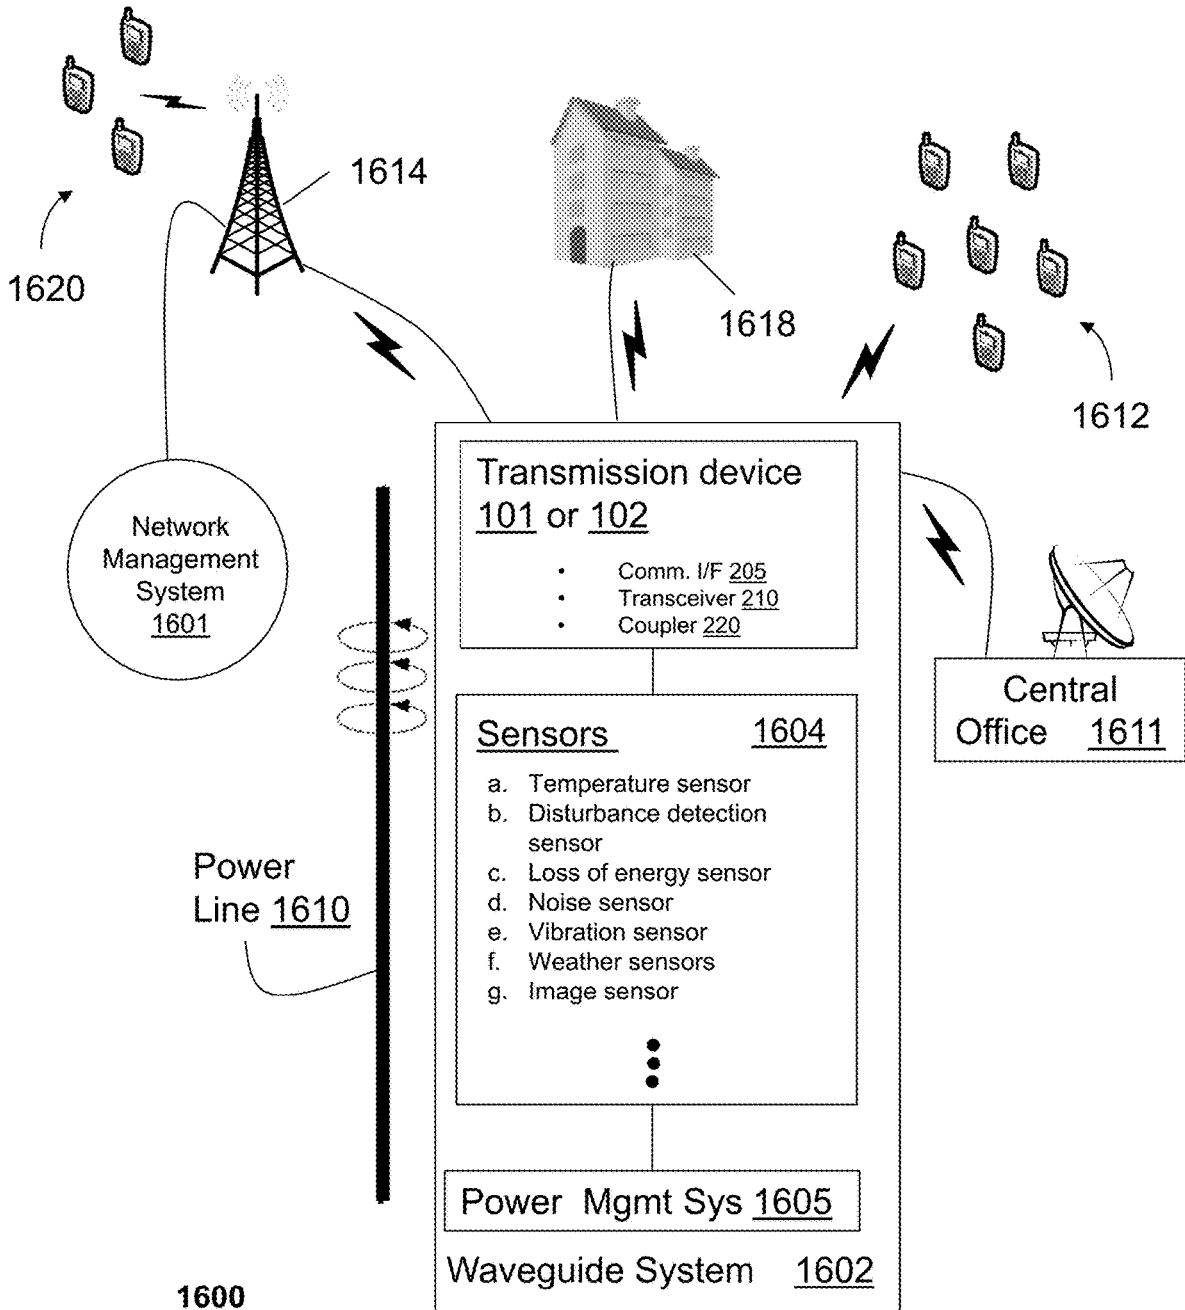 1614
1620
1618
1612
Transmission device
101 or 102
• Comm. I/F 205
• Transceiver 210
• Coupler 220
Network
Management
System
1601
Central
Office 1611
Sensors 1604
a. Temperature sensor
b. Disturbance detection
sensor
c. Loss of energy sensor
d. Noise sensor
e. Vibration sensor
f. Weather sensors
g. Image sensor
Power
Line 1610
Power Mgmt Sys 1605
Waveguide System 1602
1600